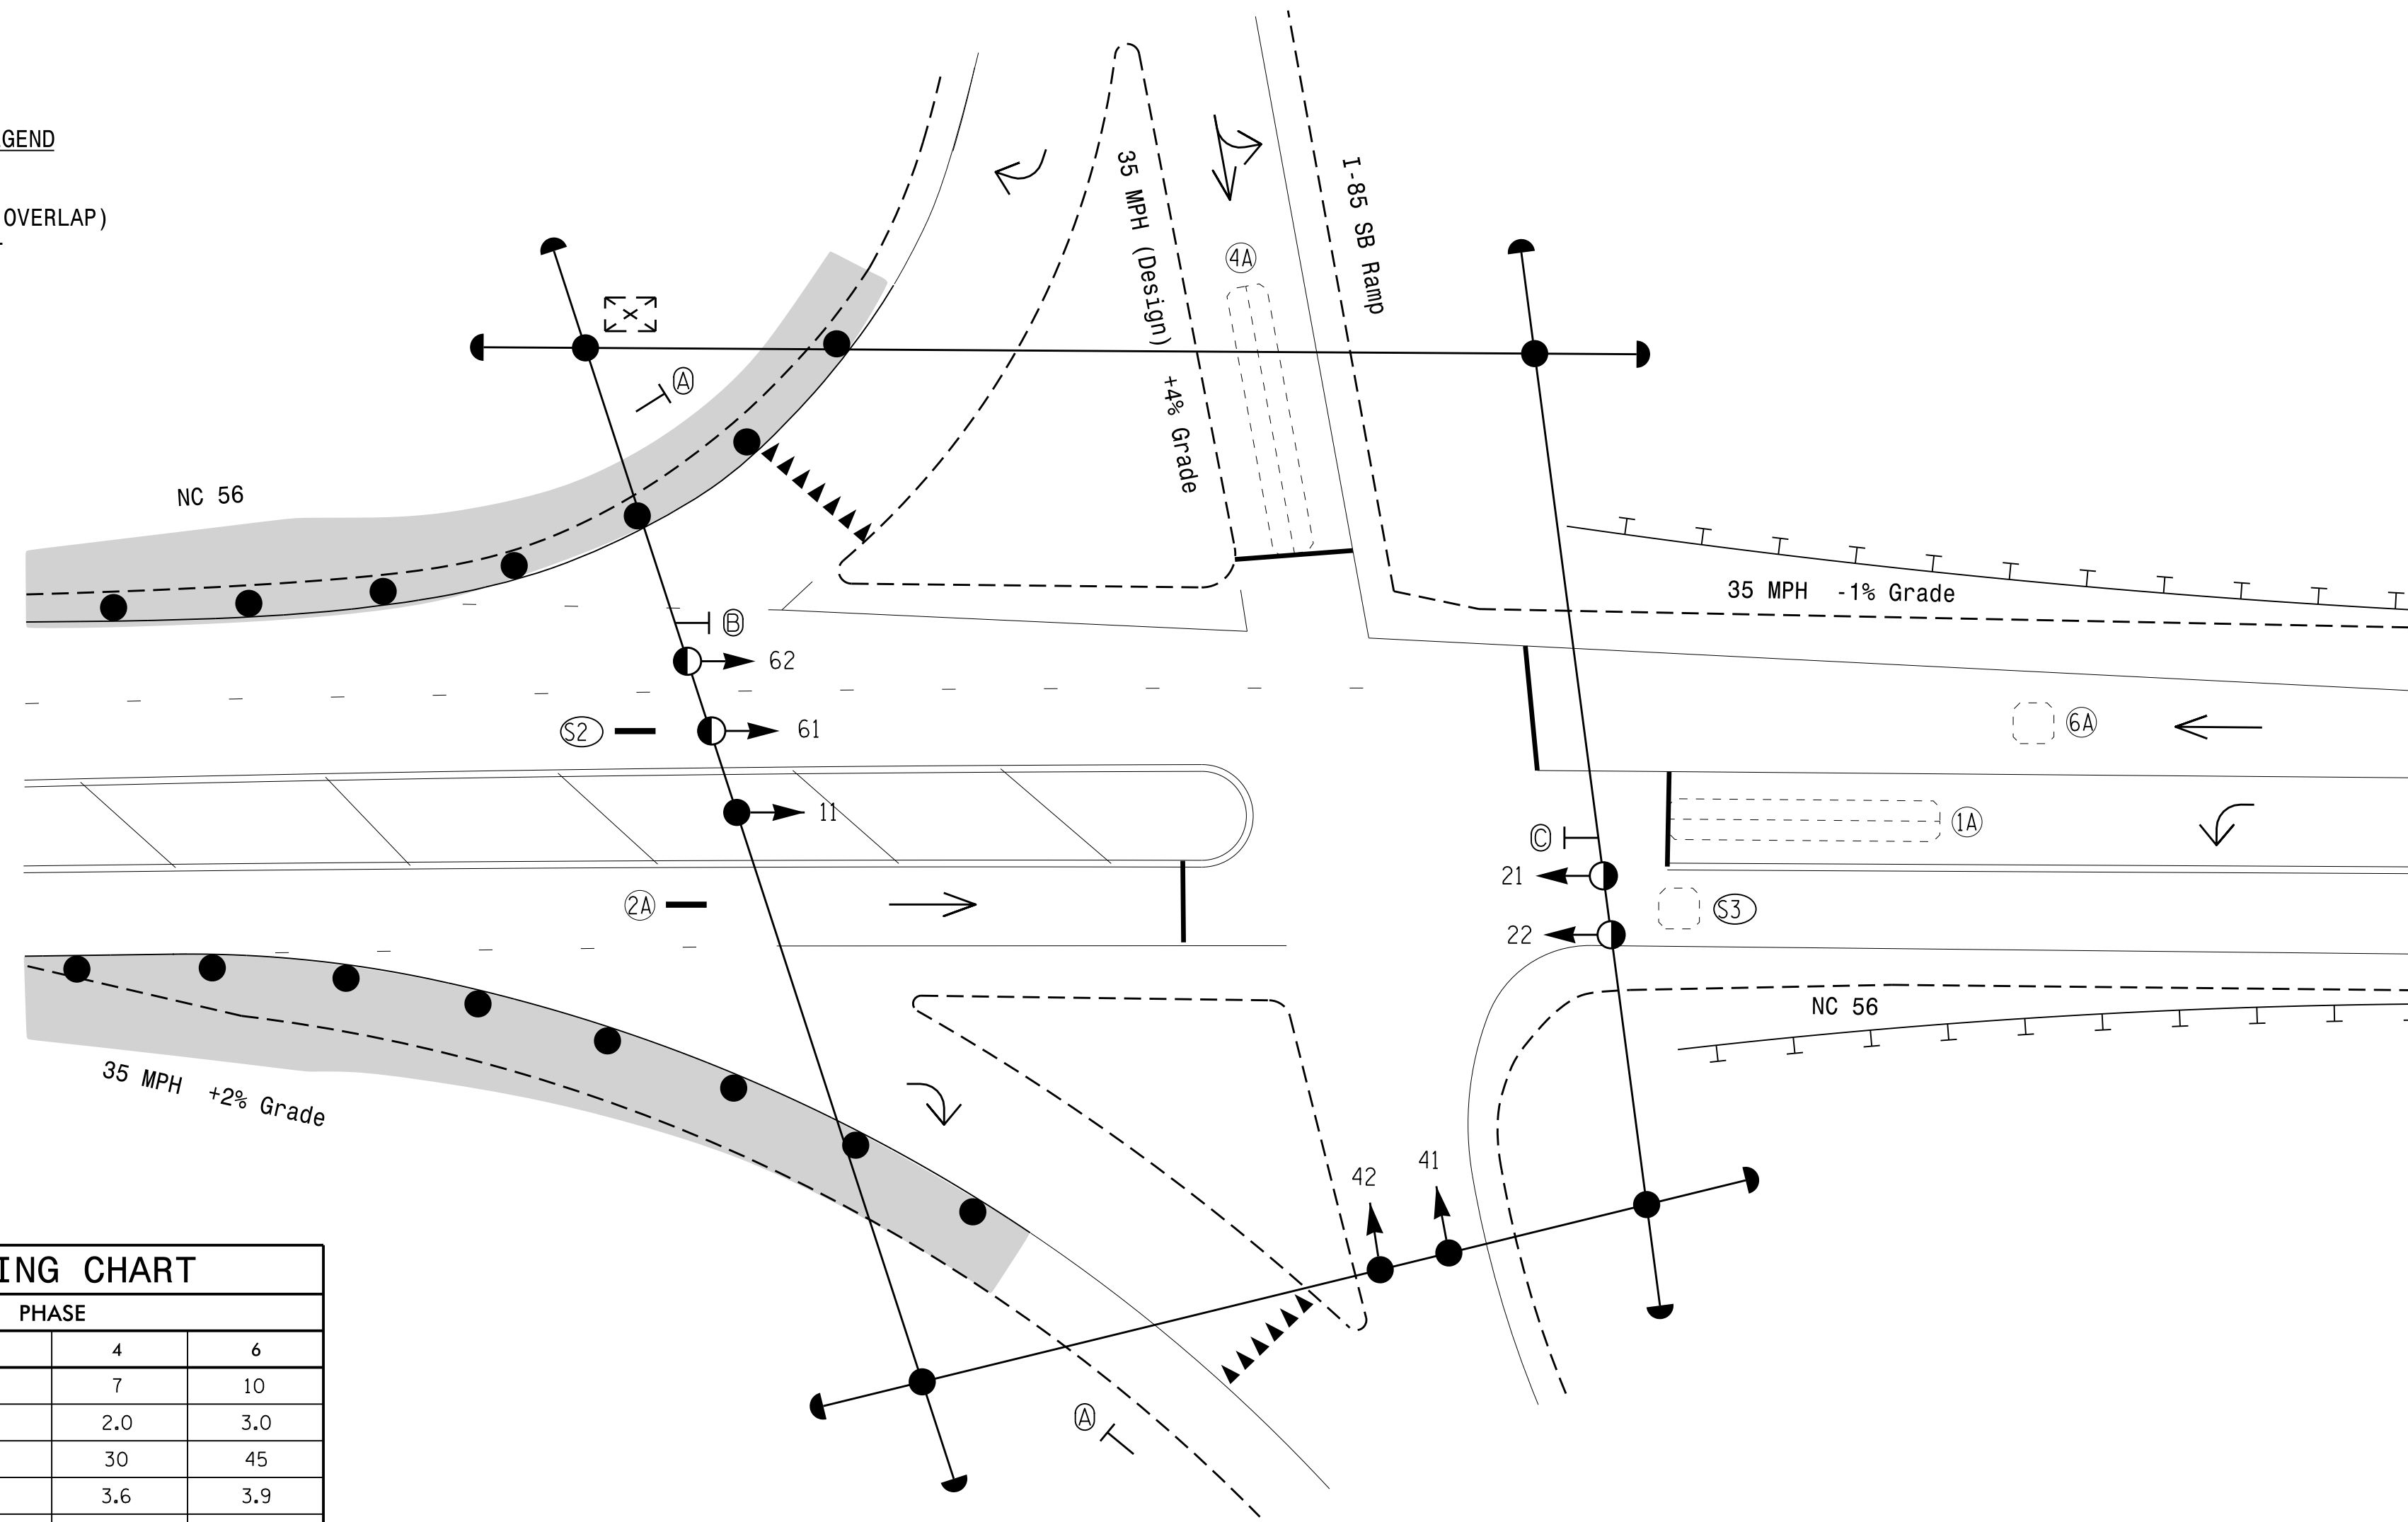 GEND
OVERLAP)
NC 56
35 MPH (Design) +4% Grade
I-85 SB Ramp
4A
A
B
62
S2
61
11
2A
35 MPH -1% Grade
6A
1A
C
21
S3
22
NC 56
35 MPH +2% Grade
42
41
A
ING CHART
PHASE
4 6
7 10
2.0 3.0
30 45
3.6 3.9